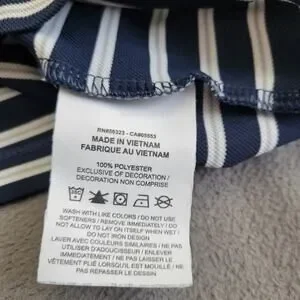 RN#56323 - CA#05553
MADE IN VIETNAM
FABRIQUE AU VIETNAM
100% POLYESTER
EXCLUSIVE OF DECORATION /
DECORATION NON COMPRISE
WASH WITH LIKE COLORS / DO NOT USE
SOFTENERS / REMOVE IMMEDIATELY / DO
NOT ALLOW TO LAY ON ITSELF WHEN WET / DO
NOT IRON DECORATION
LAVER AVEC COULEURS SIMILAIRES / NE PAS
UTILISER D'ADOUCISSEUR / ENLEVER
IMMÉDIATEMENT / NE PAS LAISSER LE
VÊTEMENT PLIÉ LORSQU'IL EST MOUILLÉ / NE
PAS REPASSER LE DESSIN